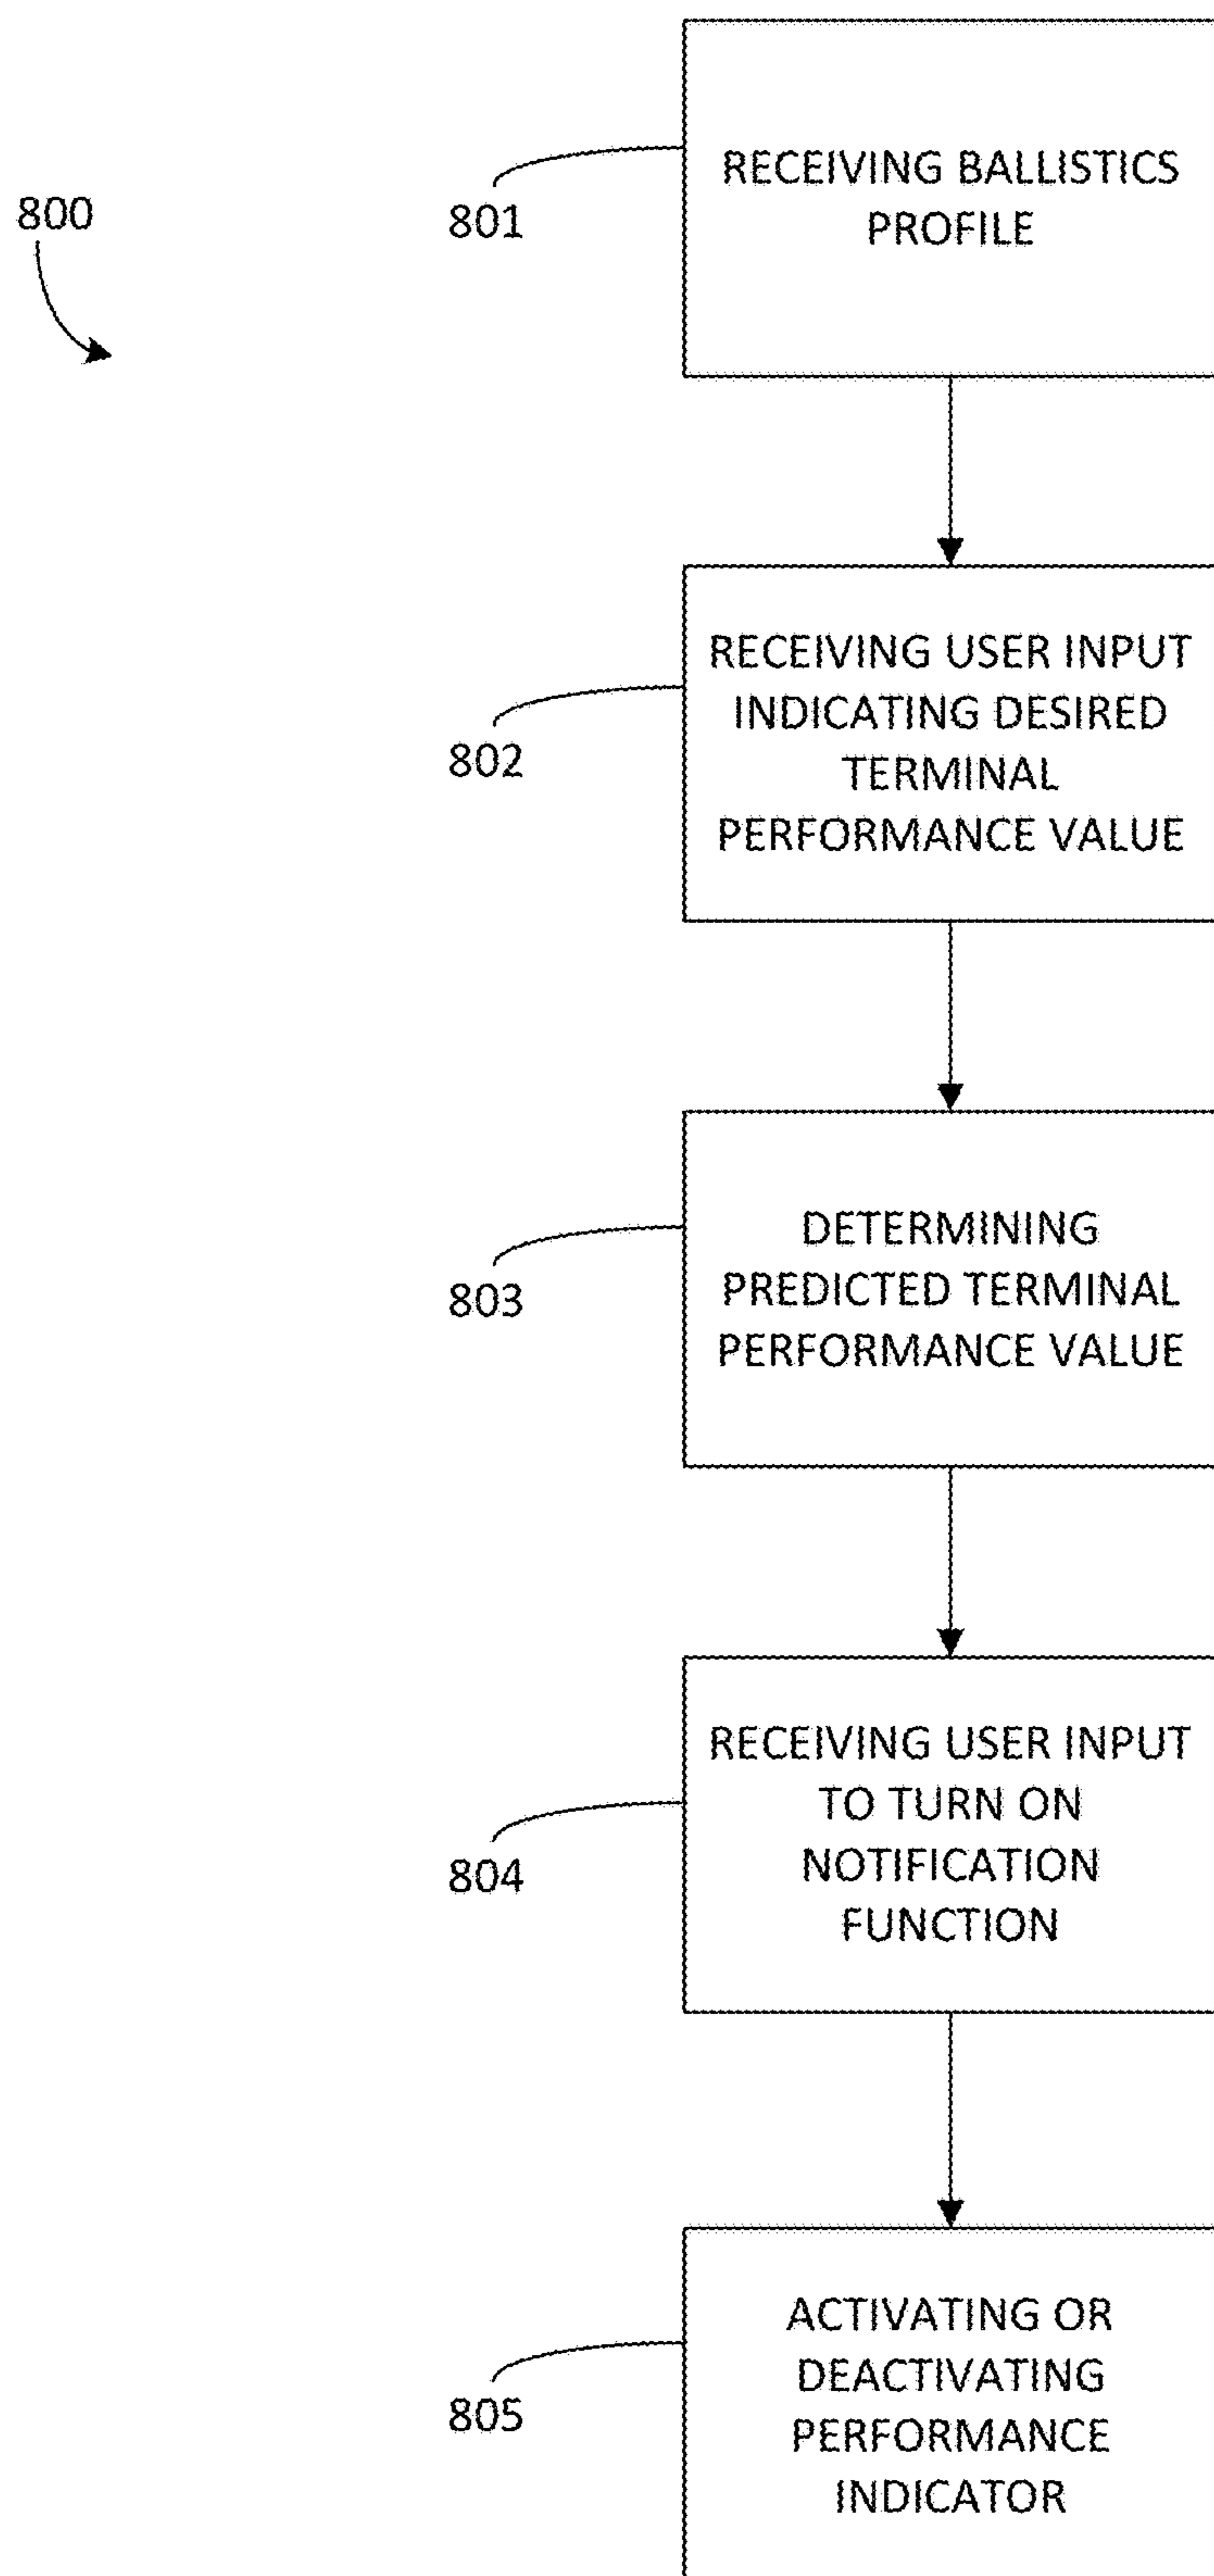 800
801
RECEIVING BALLISTICS
PROFILE
802
RECEIVING USER INPUT
INDICATING DESIRED
TERMINAL
PERFORMANCE VALUE
803
DETERMINING
PREDICTED TERMINAL
PERFORMANCE VALUE
804
RECEIVING USER INPUT
TO TURN ON
NOTIFICATION
FUNCTION
805
ACTIVATING OR
DEACTIVATING
PERFORMANCE
INDICATOR